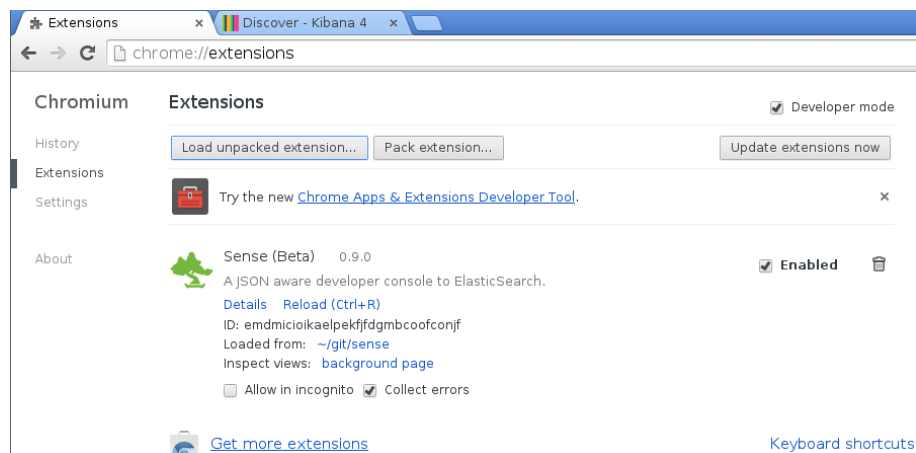 Extensions × Discover - Kibana 4 ×
chrome://extensions
Chromium Extensions Developer mode
History Load unpacked extension... Pack extension... Update extensions now
Extensions
Settings Try the new Chrome Apps & Extensions Developer Tool. ×
About Sense (Beta) 0.9.0 Enabled
A JSON aware developer console to ElasticSearch.
Details Reload (Ctrl+R)
ID: emdmicioikaelpekfjfdgmbcoofconjf
Loaded from: ~/git/sense
Inspect views: background page
Allow in incognito Collect errors
Get more extensions Keyboard shortcuts